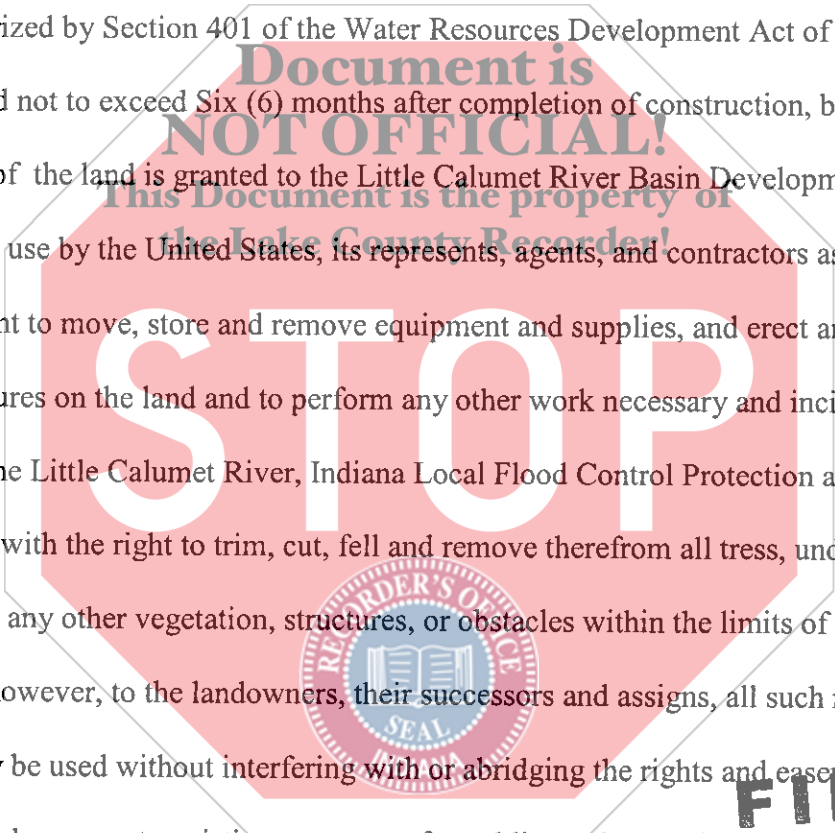 ized by Section 401 of the Water Resources Development Act of
Document is
not to exceed Six (6) months after completion of construction, b
NOT OFFICIAL!
of the land is granted to the Little Calumet River Basin Developm
This Document is the property of
use by the United States, its represents, agents, and contractors as
the Lake County Recorder!
nt to move, store and remove equipment and supplies, and erect an
STOP
ures on the land and to perform any other work necessary and inci
e Little Calumet River, Indiana Local Flood Control Protection a
with the right to trim, cut, fell and remove therefrom all tress, und
any other vegetation, structures, or obstacles within the limits of
RECORDER'S OFFICE
owever, to the landowners, their successors and assigns, all such
SEAL
INDIANA
be used without interfering with or abridging the rights and ease
FI